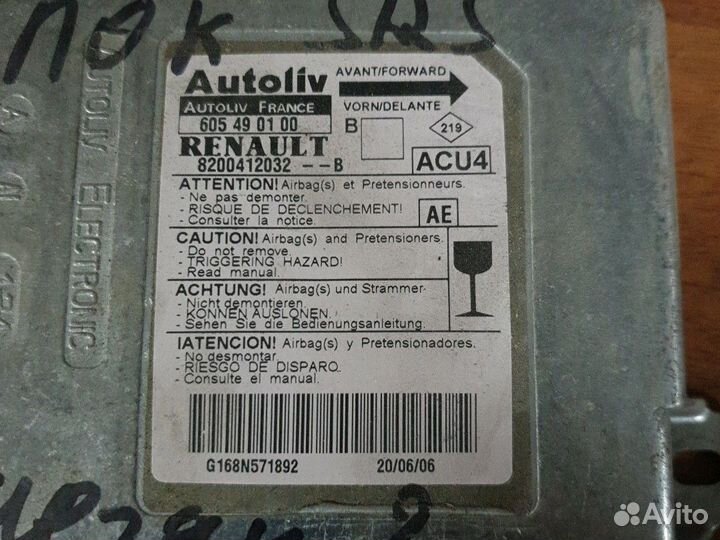 ЛОК SRS
Autoliv
AVANT/FORWARD
AUTOLIV FRANCE
VORN/DELANTE
605 49 01 00
B
219
RENAULT
8200412032 --B
ACU4
ATTENTION! Airbag(s) et Pretensionneurs.
- Ne pas demonter.
- RISQUE DE DECLENCHEMENT!
- Consulter la notice.
AE
CAUTION! Airbag(s) and Pretensioners.
- Do not remove.
- TRIGGERING HAZARD!
- Read manual.
ACHTUNG! Airbag(s) und Strammer-
- Nicht demontieren.
- KONNEN AUSLONEN.
- Sehen Sie die Bedienungsanleitung.
!ATENCION! Airbag(s) y Pretensionadores.
- No desmontar.
- RIESGO DE DISPARO.
- Consulte el manual.
G168N571892
20/06/06
AUTOLIV ELECTRONIC
Avito